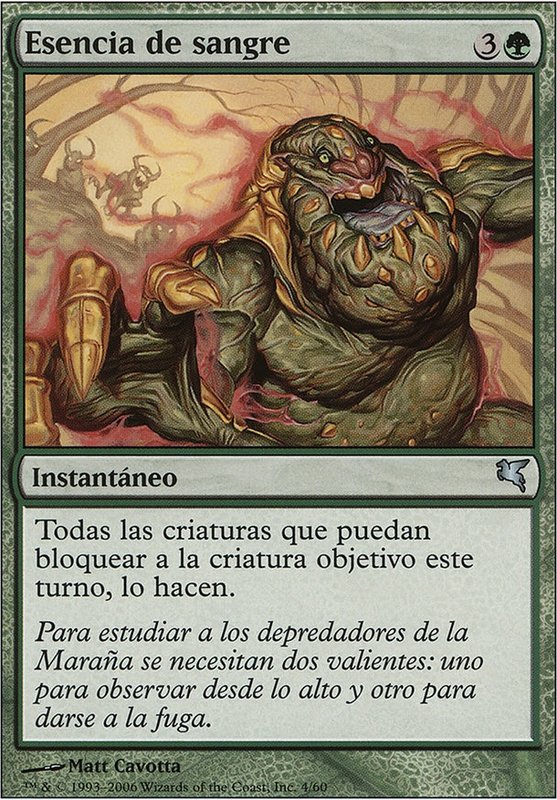 Esencia de sangre 3
Instantáneo
Todas las criaturas que puedan
bloquear a la criatura objetivo este
turno, lo hacen.
Para estudiar a los depredadores de la
Maraña se necesitan dos valientes: uno
para observar desde lo alto y otro para
darse a la fuga.
Matt Cavotta
™ & © 1993–2006 Wizards of the Coast, Inc. 4/60